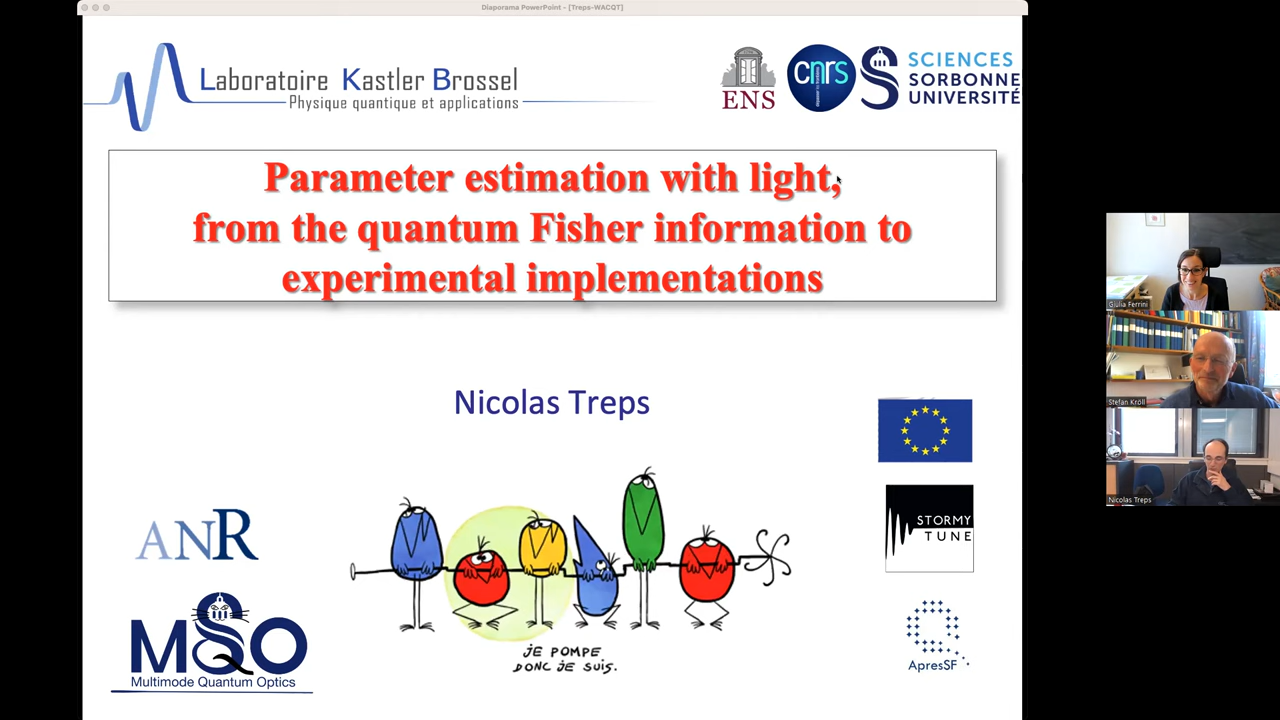 Diaporama PowerPoint - [Treps-WACQT]
Laboratoire Kastler Brossel
Physique quantique et applications
ENS
cnrs
SCIENCES
SORBONNE
UNIVERSITÉ
Parameter estimation with light,
from the quantum Fisher information to
experimental implementations
Nicolas Treps
ANR
STORMY
TUNE
MSQO
Multimode Quantum Optics
JE POMPE
DONC JE SUIS.
ApresSF
Giulia Ferrini
Stefan Kröll
Nicolas Treps